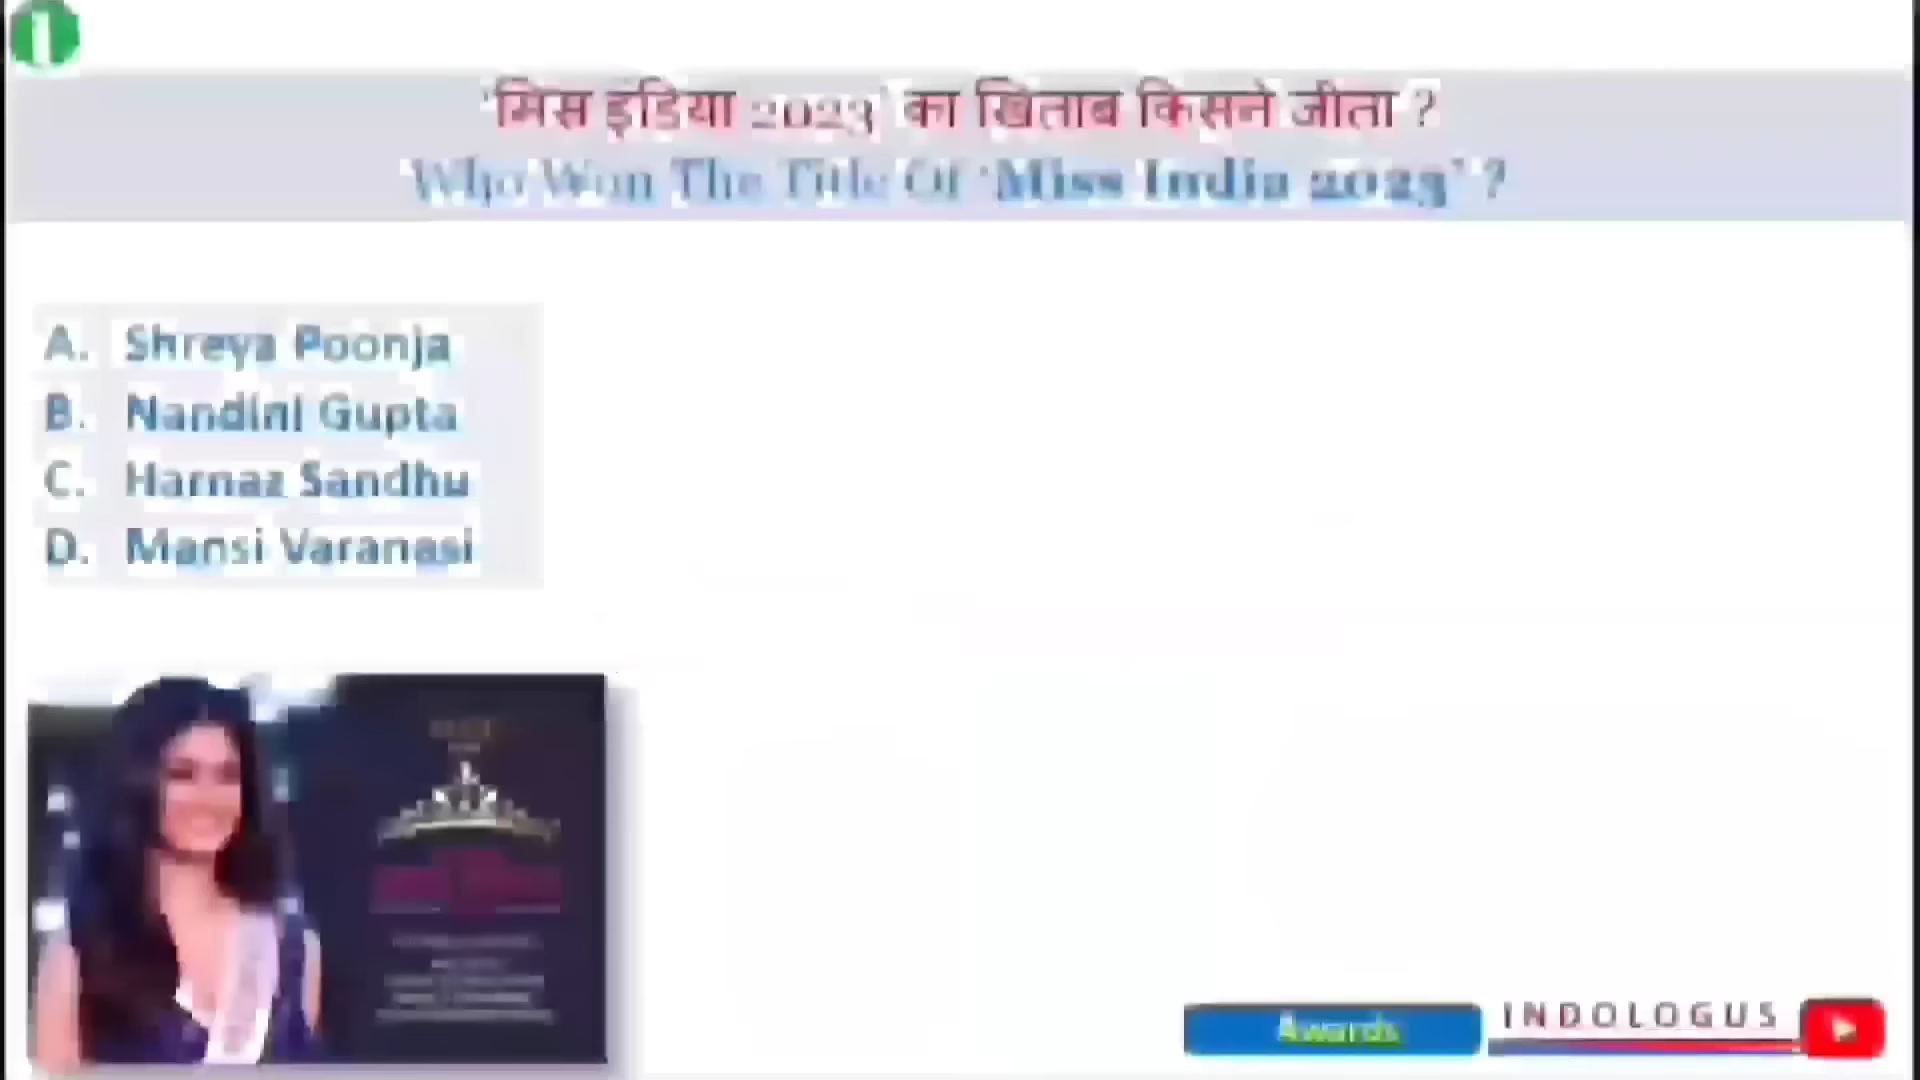 'मिस इंडिया 2023' का खिताब किसने जीता ?
Who Won The Title Of 'Miss India 2023' ?
A. Shreya Poonja
B. Nandini Gupta
C. Harnaz Sandhu
D. Mansi Varanasi
Awards
INDOLOGUS